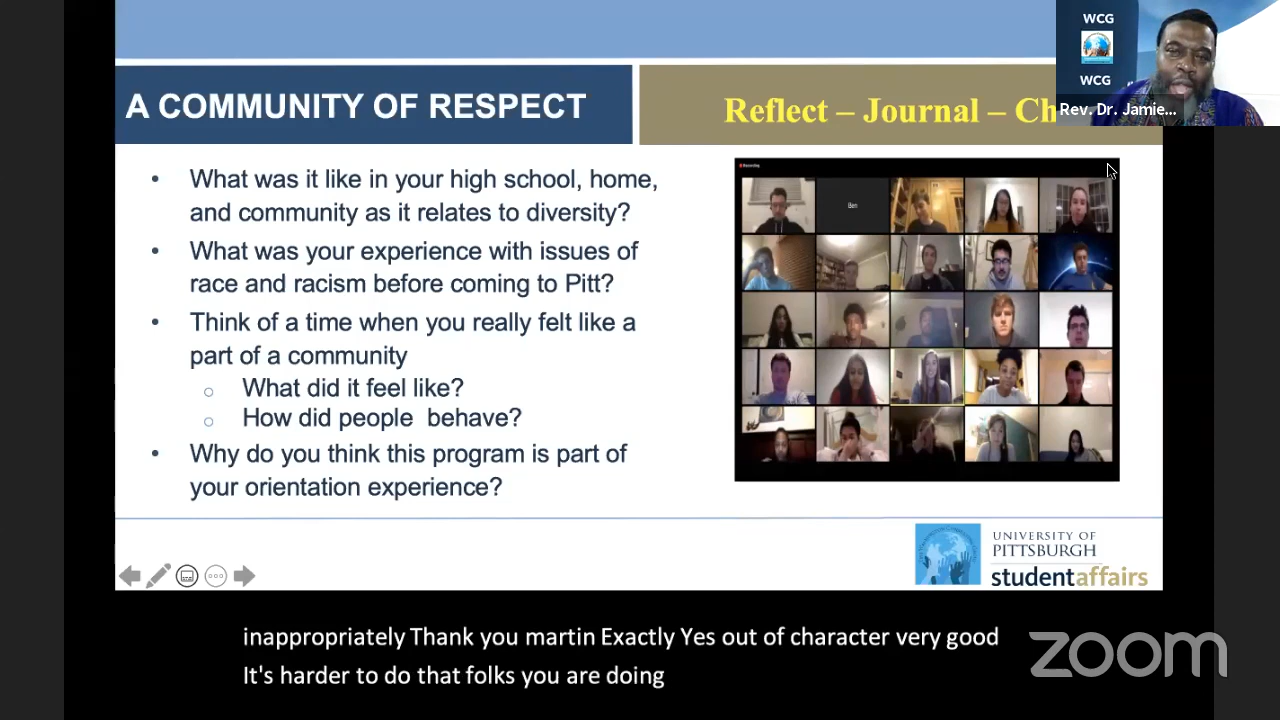 WCG
WCG
Rev. Dr. Jamie...
A COMMUNITY OF RESPECT
Reflect – Journal – Ch
• What was it like in your high school, home,
and community as it relates to diversity?
• What was your experience with issues of
race and racism before coming to Pitt?
• Think of a time when you really felt like a
part of a community
○ What did it feel like?
○ How did people behave?
• Why do you think this program is part of
your orientation experience?
Recording
Ben
UNIVERSITY OF
PITTSBURGH
studentaffairs
inappropriately Thank you martin Exactly Yes out of character very good
It's harder to do that folks you are doing
zoom